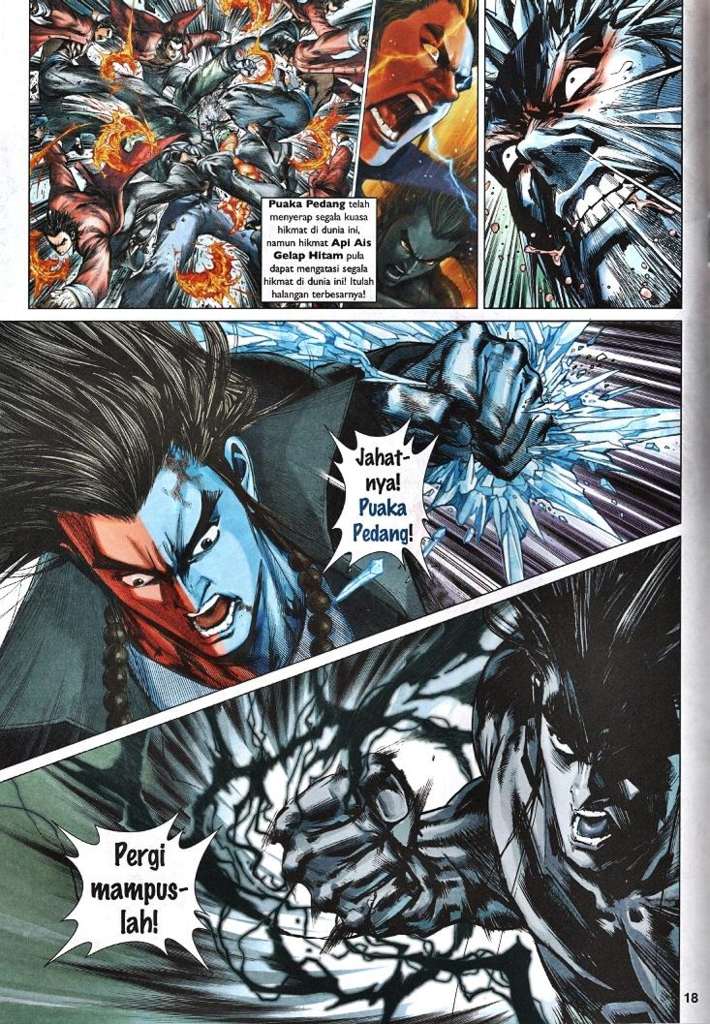 Puaka Pedang telah
menyerap segala kuasa
hikmat di dunia ini,
namun hikmat Api Ais
Gelap Hitam pula
dapat mengatasi segala
hikmat di dunia ini! Itulah
halangan terbesarnya!
Jahat-
nya!
Puaka
Pedang!
Pergi
mampus-
lah!
18